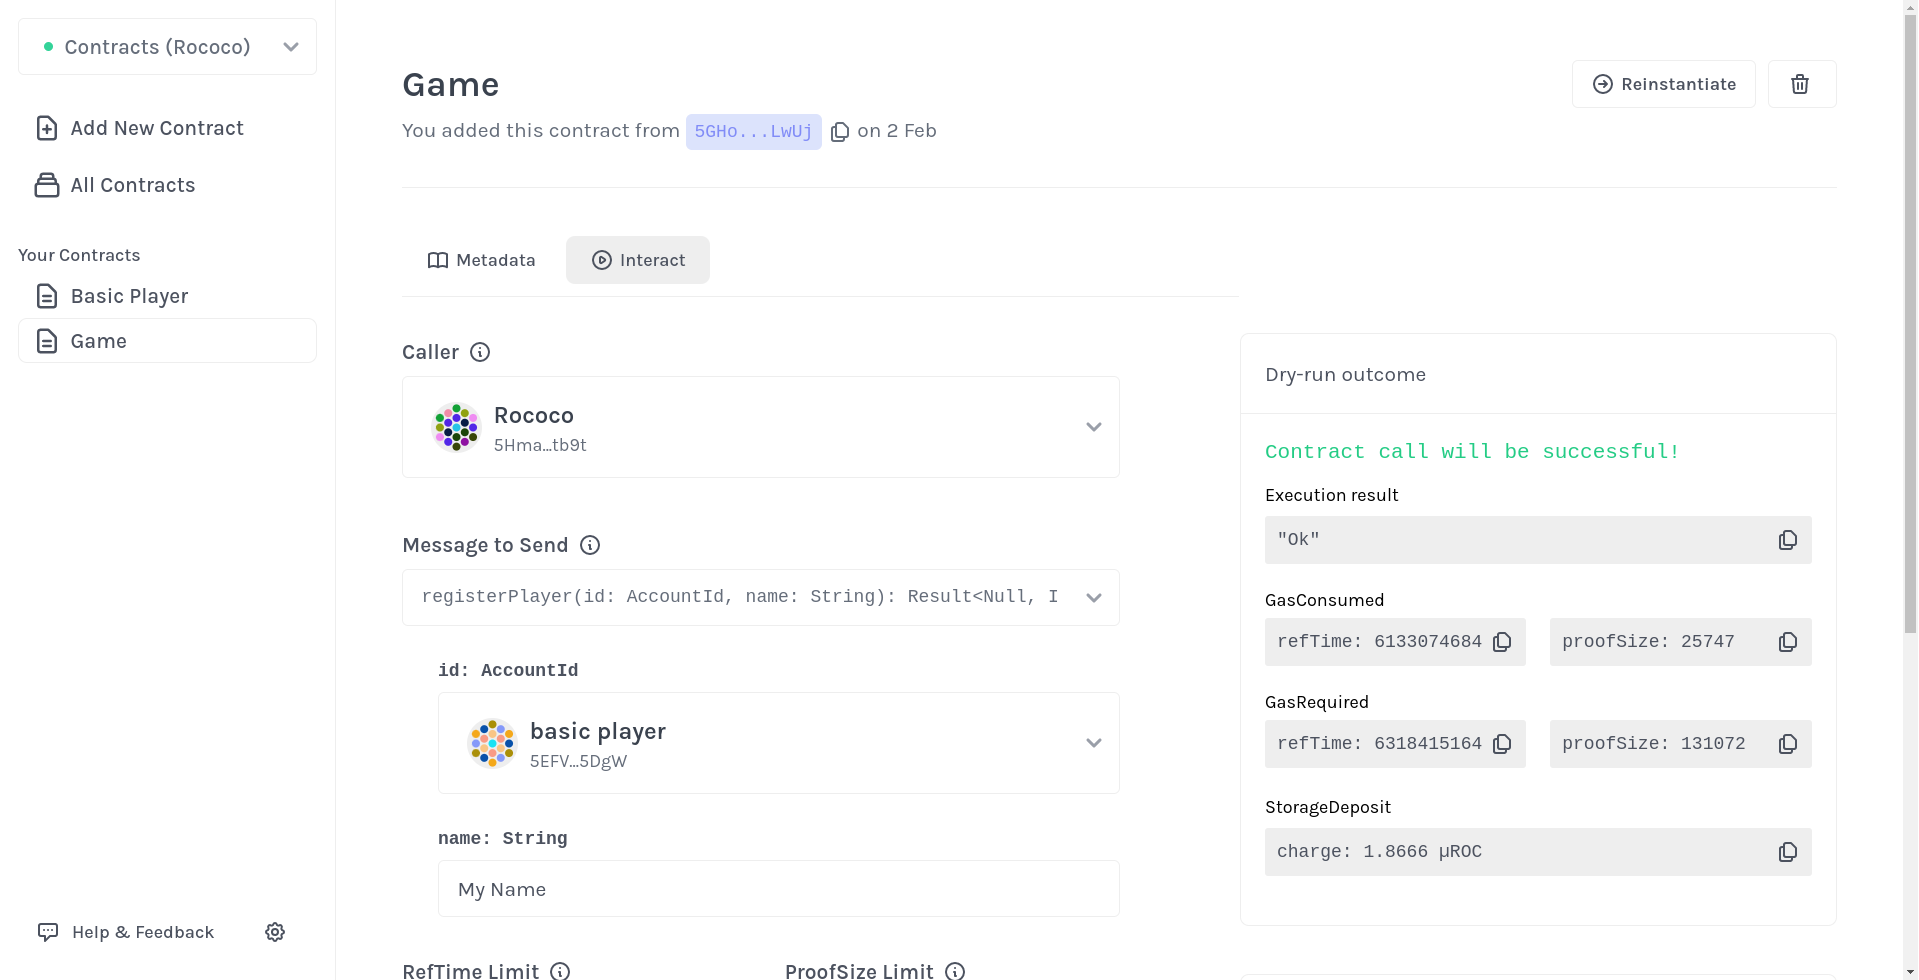 Contracts (Rococo)
Add New Contract
All Contracts
Your Contracts
Basic Player
Game
Help & Feedback
Game
You added this contract from 5GHo...LwUj on 2 Feb
Reinstantiate
Metadata
Interact
Caller
Rococo
5Hma...tb9t
Message to Send
registerPlayer(id: AccountId, name: String): Result<Null, I
id: AccountId
basic player
5EFV...5DgW
name: String
My Name
RefTime Limit
ProofSize Limit
Dry-run outcome
Contract call will be successful!
Execution result
"Ok"
GasConsumed
refTime: 6133074684
proofSize: 25747
GasRequired
refTime: 6318415164
proofSize: 131072
StorageDeposit
charge: 1.8666 µROC